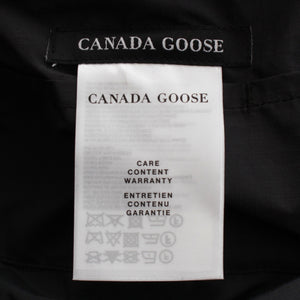 CANADA GOOSE
CANADA GOOSE
CARE
CONTENT
WARRANTY
ENTRETIEN
CONTENU
GARANTIE